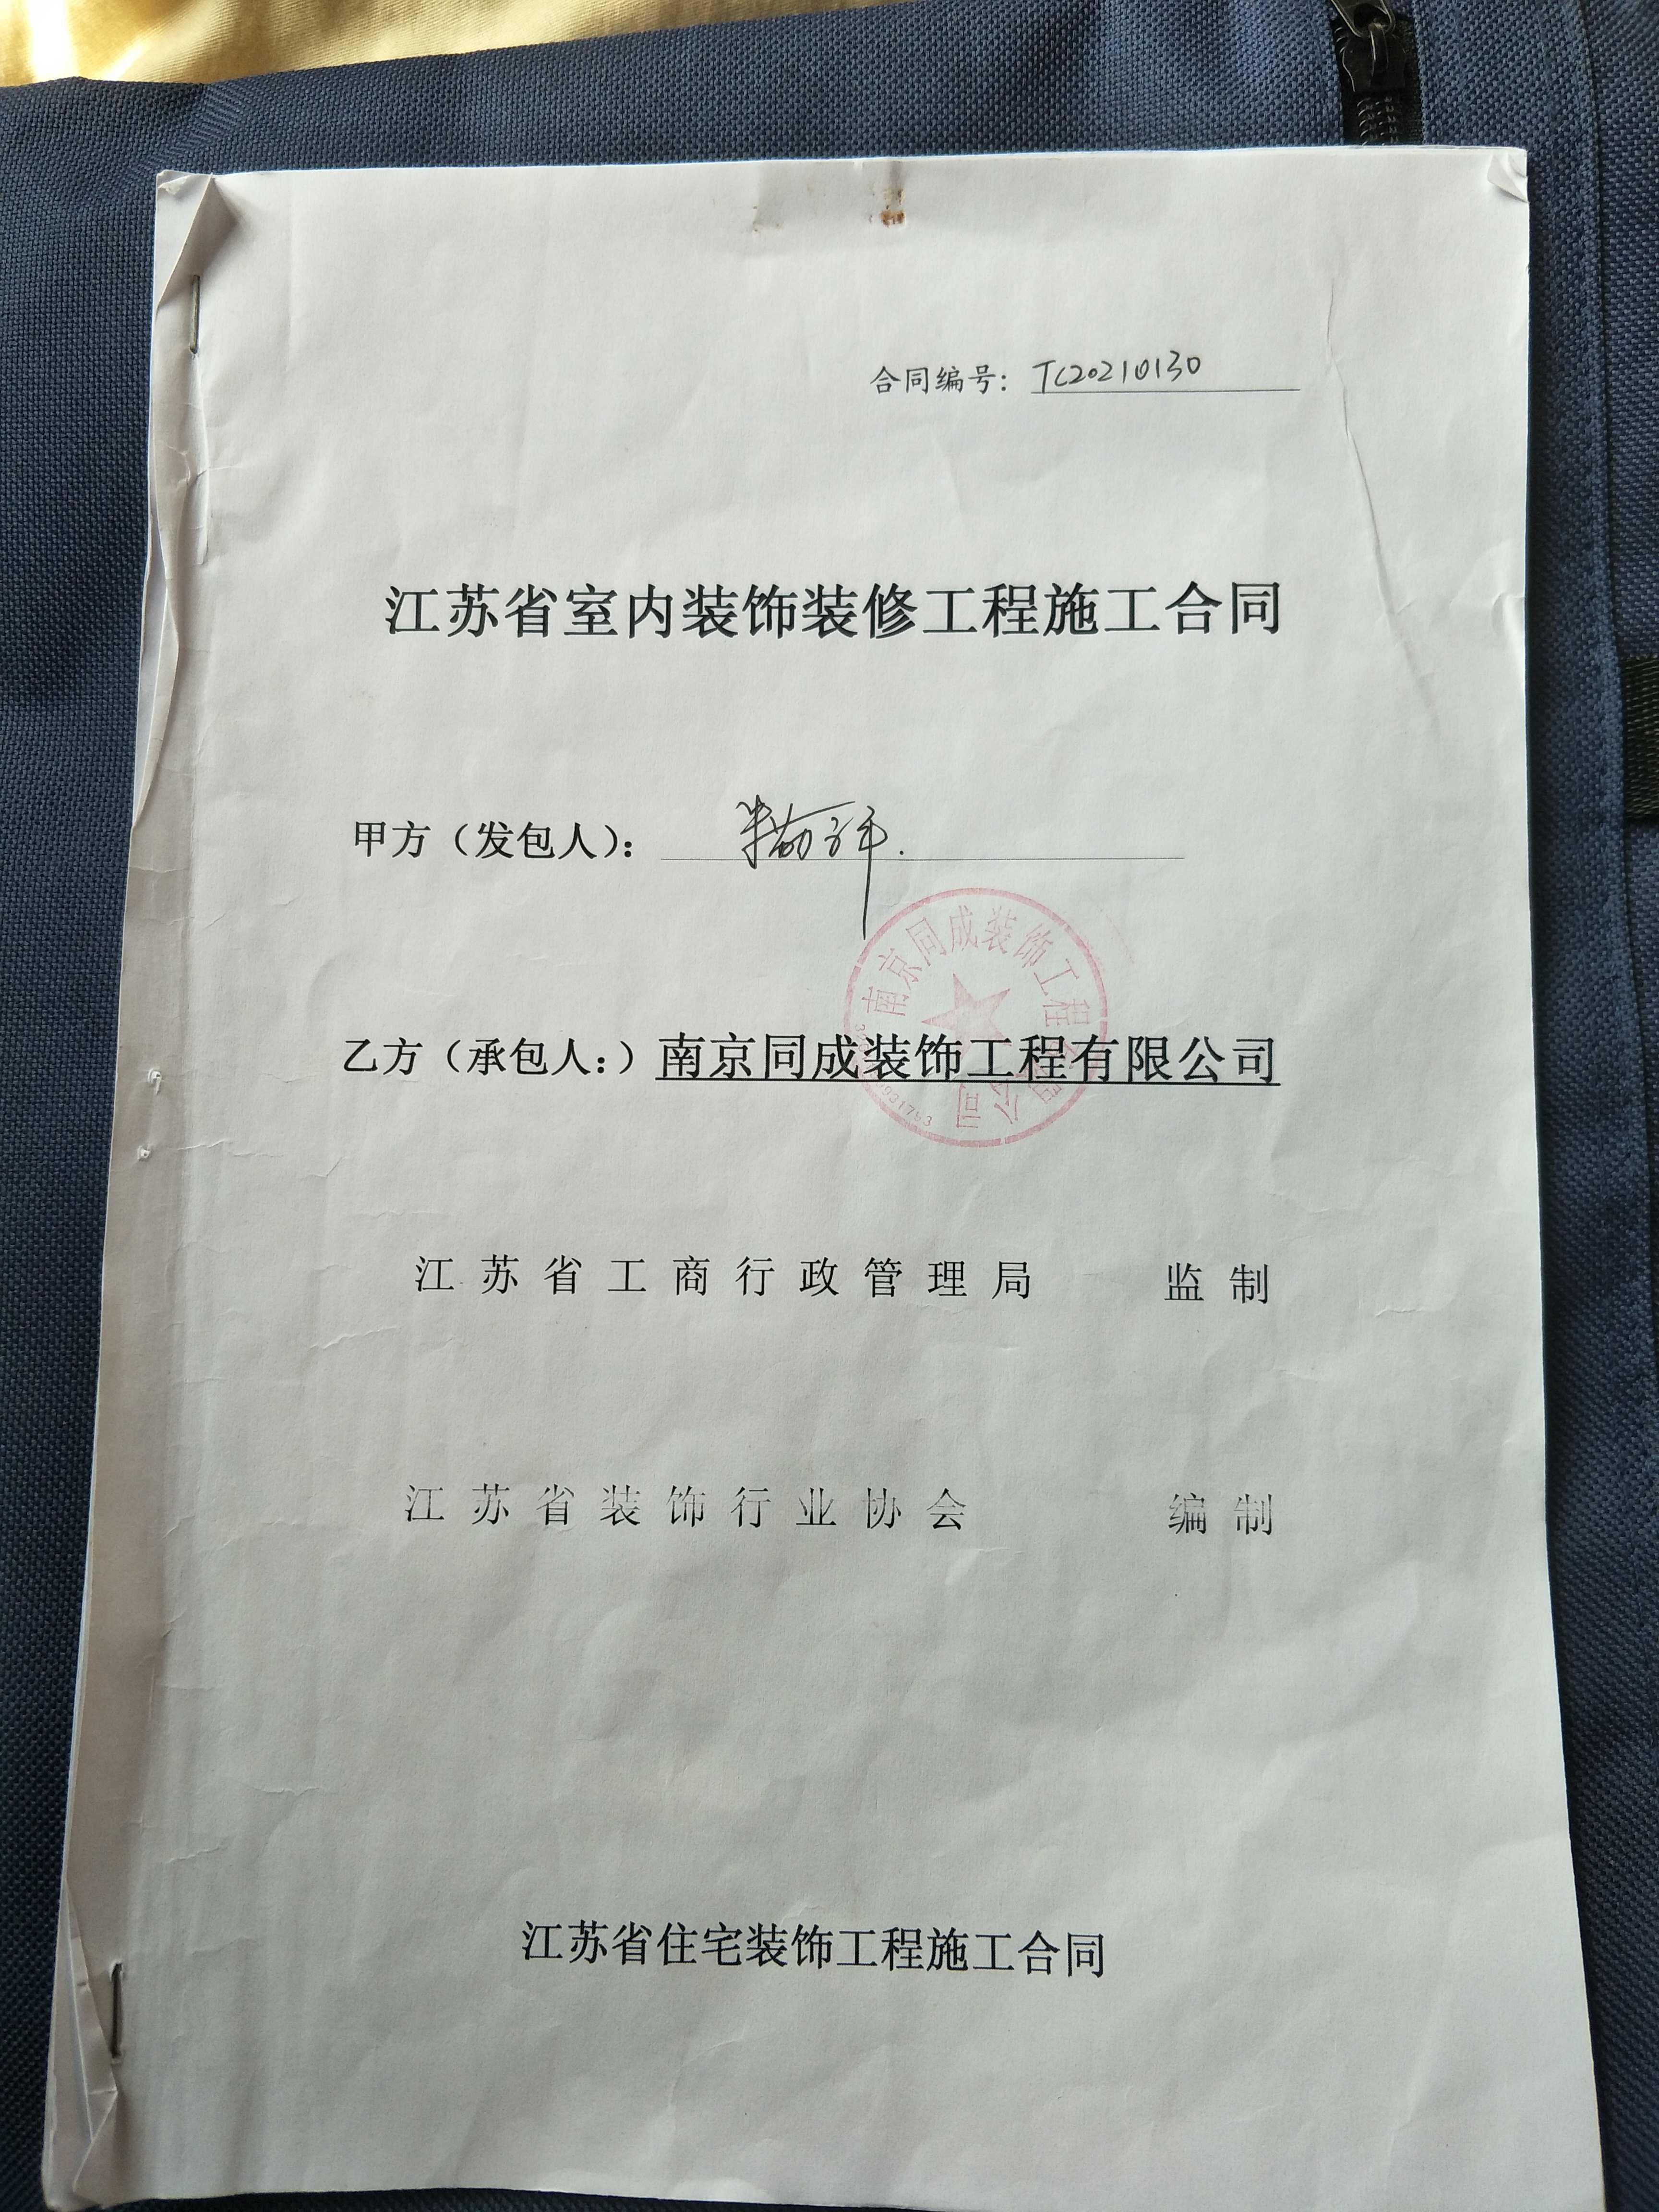 合同编号: TC20210130
江苏省室内装饰装修工程施工合同
甲方（发包人）:
南京同成装饰工程有限公司
乙方（承包人:）南京同成装饰工程有限公司
江苏省工商行政管理局 监制
江苏省装饰行业协会 编制
江苏省住宅装饰工程施工合同